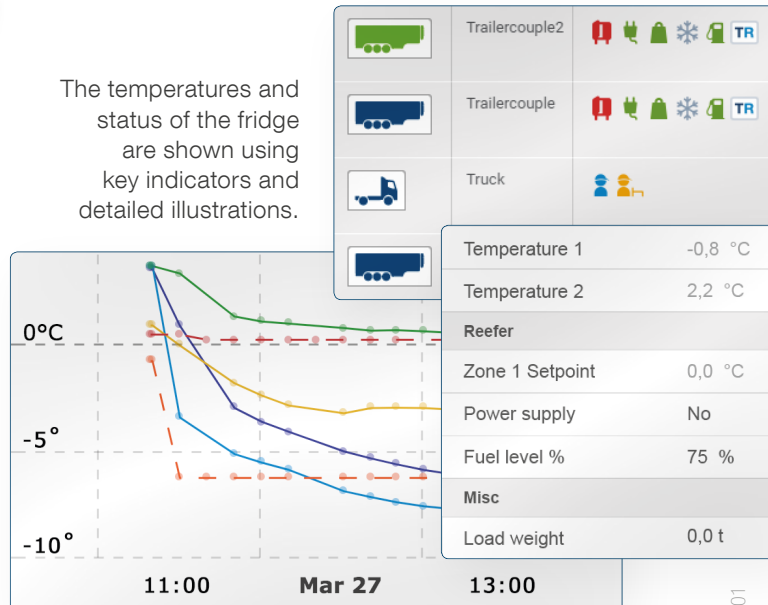 The temperatures and
status of the fridge
are shown using
key indicators and
detailed illustrations.
Trailercouple2
TR
Trailercouple
TR
Truck
Temperature 1 -0,8 °C
Temperature 2 2,2 °C
Reefer
Zone 1 Setpoint 0,0 °C
Power supply No
Fuel level % 75 %
Misc
Load weight 0,0 t
0°C
-5°
-10°
11:00 Mar 27 13:00
01